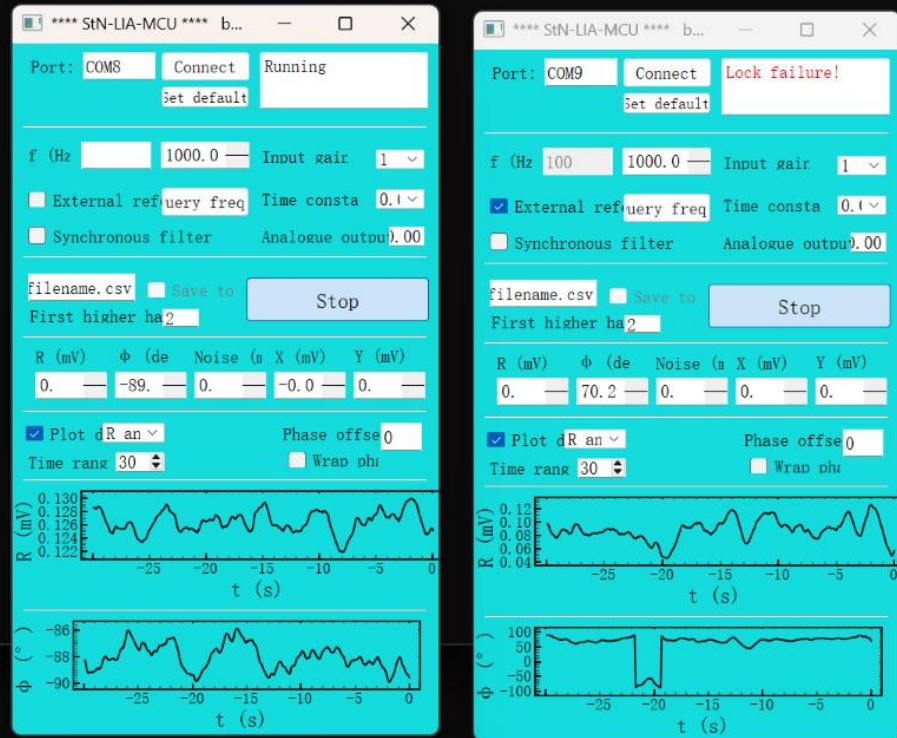 **** StN-LIA-MCU **** b...
Port: COM8 Connect Running
Set default
f (Hz 1000.0 Input gain 1
External refe uery freq Time consta
Synchronous filter Analogue outpu 0.00
filename.csv Save to Stop
First higher ha 2
R (mV) Φ (de Noise (n X (mV) Y (mV)
0. -89. 0. -0.0 0.
Plot d R an Phase offse 0
Time rang 30 Wrap pha
0.130
0.128
0.126
0.124
0.122
R (mV)
-25 -20 -15 -10 -5 0
t (s)
-86
-88
-90
Φ (°)
-25 -20 -15 -10 -5 0
t (s)
**** StN-LIA-MCU **** b...
Port: COM9 Connect Lock failure!
Set default
f (Hz 100 1000.0 Input gain 1
External refe uery freq Time consta
Synchronous filter Analogue outpu 0.00
filename.csv Save to Stop
First higher ha 2
R (mV) Φ (de Noise (n X (mV) Y (mV)
0. 70.2 0. 0. 0.
Plot d R an Phase offse 0
Time rang 30 Wrap pha
0.12
0.10
0.08
0.06
0.04
R (mV)
-25 -20 -15 -10 -5 0
t (s)
100
50
0
-50
-100
Φ (°)
-25 -20 -15 -10 -5 0
t (s)